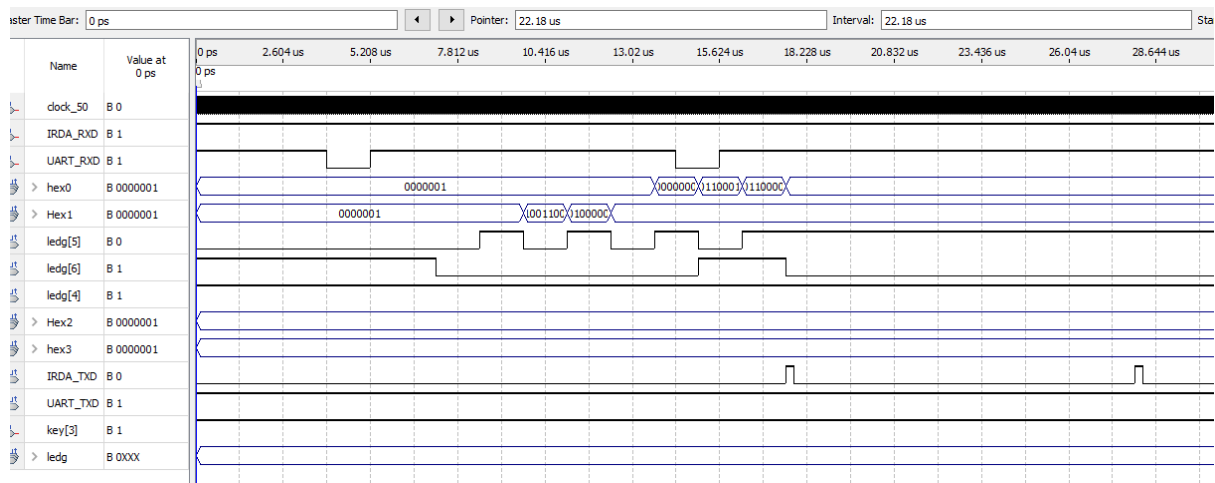 aster Time Bar: 0 ps Pointer: 22.18 us Interval: 22.18 us Sta
Name Value at 0 ps 0 ps 2.604 us 5.208 us 7.812 us 10.416 us 13.02 us 15.624 us 18.228 us 20.832 us 23.436 us 26.04 us 28.644 us
0 ps
clock_50 B 0
IRDA_RXD B 1
UART_RXD B 1
> hex0 B 0000001 0000001 110001
> Hex1 B 0000001 0000001
ledg[5] B 0
ledg[6] B 1
ledg[4] B 1
> Hex2 B 0000001
> hex3 B 0000001
IRDA_TXD B 0
UART_TXD B 1
key[3] B 1
> ledg B 0XXX